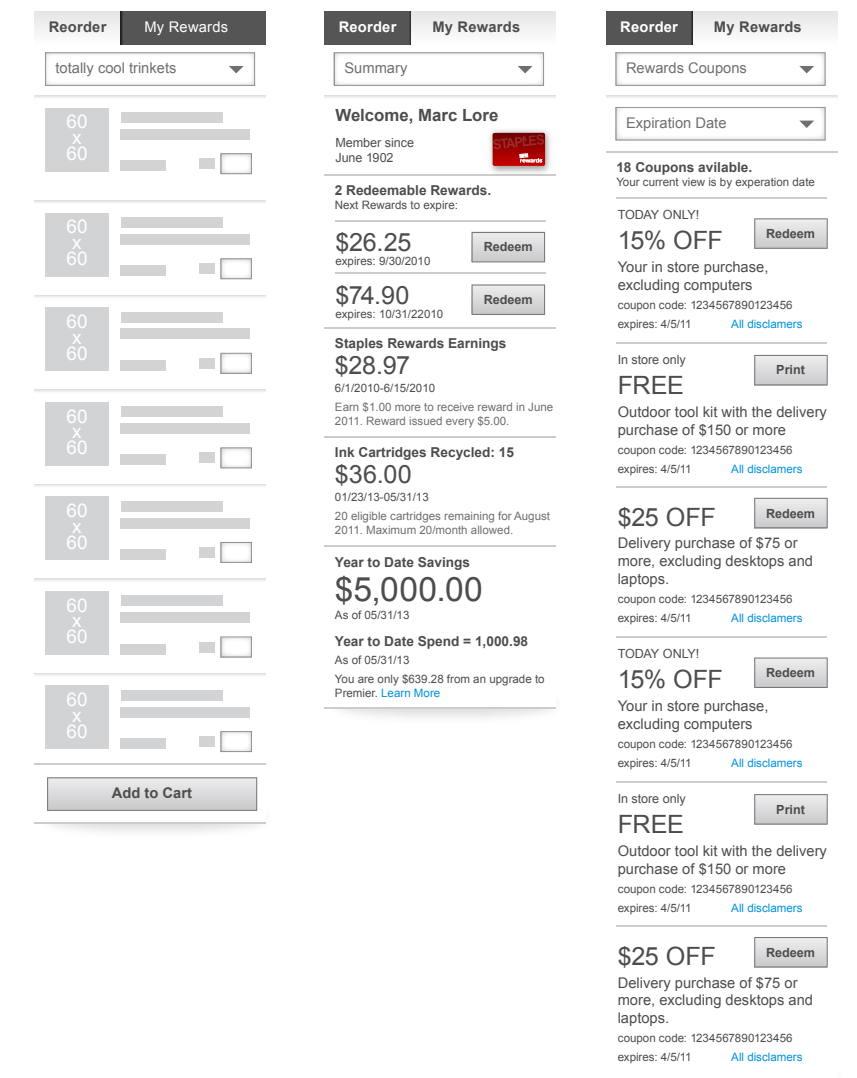 Reorder
My Rewards
totally cool trinkets
60
x
60
60
x
60
60
x
60
60
x
60
60
x
60
60
x
60
60
x
60
Add to Cart
Reorder
My Rewards
Summary
Welcome, Marc Lore
Member since
June 1902
STAPLES
rewards
2 Redeemable Rewards.
Next Rewards to expire:
$26.25
Redeem
expires: 9/30/2010
$74.90
Redeem
expires: 10/31/22010
Staples Rewards Earnings
$28.97
6/1/2010-6/15/2010
Earn $1.00 more to receive reward in June
2011. Reward issued every $5.00.
Ink Cartridges Recycled: 15
$36.00
01/23/13-05/31/13
20 eligible cartridges remaining for August
2011. Maximum 20/month allowed.
Year to Date Savings
$5,000.00
As of 05/31/13
Year to Date Spend = 1,000.98
As of 05/31/13
You are only $639.28 from an upgrade to
Premier. Learn More
Reorder
My Rewards
Rewards Coupons
Expiration Date
18 Coupons avilable.
Your current view is by experation date
TODAY ONLY!
15% OFF
Redeem
Your in store purchase,
excluding computers
coupon code: 1234567890123456
expires: 4/5/11 All disclamers
In store only
FREE
Print
Outdoor tool kit with the delivery
purchase of $150 or more
coupon code: 1234567890123456
expires: 4/5/11 All disclamers
$25 OFF
Redeem
Delivery purchase of $75 or
more, excluding desktops and
laptops.
coupon code: 1234567890123456
expires: 4/5/11 All disclamers
TODAY ONLY!
15% OFF
Redeem
Your in store purchase,
excluding computers
coupon code: 1234567890123456
expires: 4/5/11 All disclamers
In store only
FREE
Print
Outdoor tool kit with the delivery
purchase of $150 or more
coupon code: 1234567890123456
expires: 4/5/11 All disclamers
$25 OFF
Redeem
Delivery purchase of $75 or
more, excluding desktops and
laptops.
coupon code: 1234567890123456
expires: 4/5/11 All disclamers